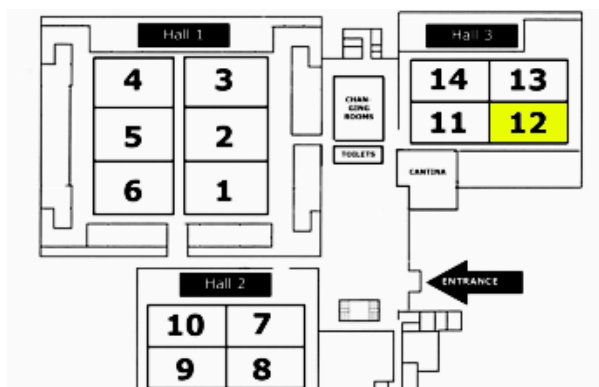 Hall 1
4 3
5 2
6 1
CHAN-
GING
ROOMS
TOILETS
Hall 3
14 13
11 12
CANTINA
ENTRANCE
Hall 2
10 7
9 8